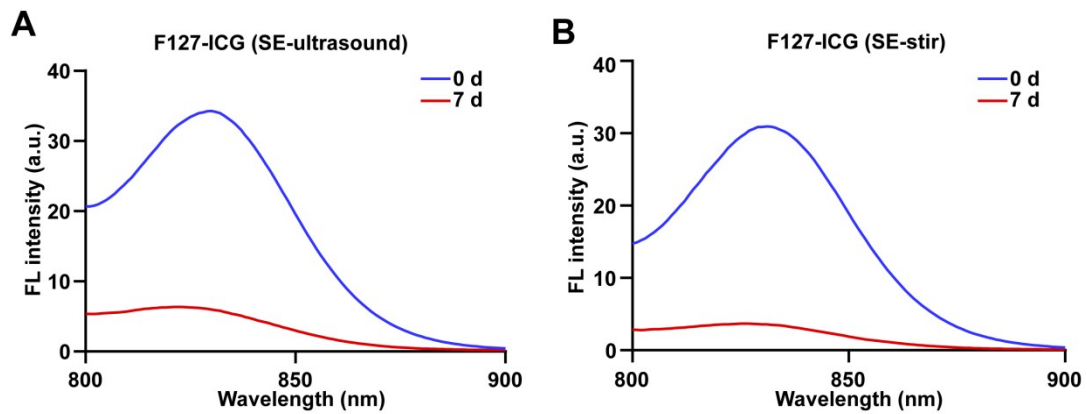 A
F127-ICG (SE-ultrasound)
0 d
7 d
40
30
20
10
0
FL intensity (a.u.)
800
850
900
Wavelength (nm)
B
F127-ICG (SE-stir)
0 d
7 d
40
30
20
10
0
FL intensity (a.u.)
800
850
900
Wavelength (nm)